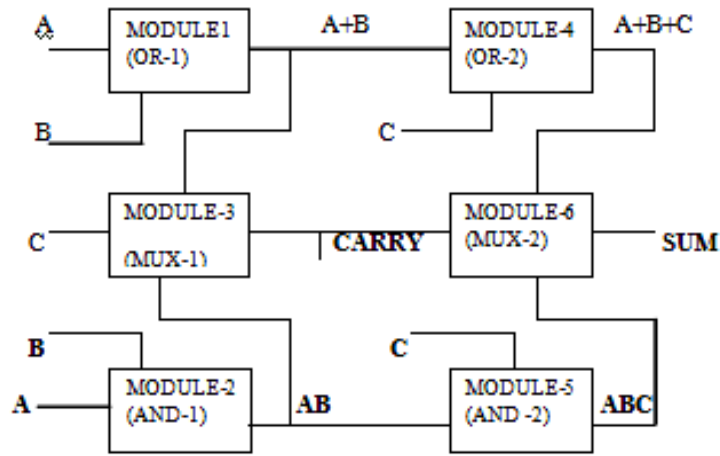 A
MODULE1
(OR-1)
A+B
MODULE-4
(OR-2)
A+B+C
B
C
C
MODULE-3
(MUX-1)
CARRY
MODULE-6
(MUX-2)
SUM
B
C
A
MODULE-2
(AND-1)
AB
MODULE-5
(AND -2)
ABC